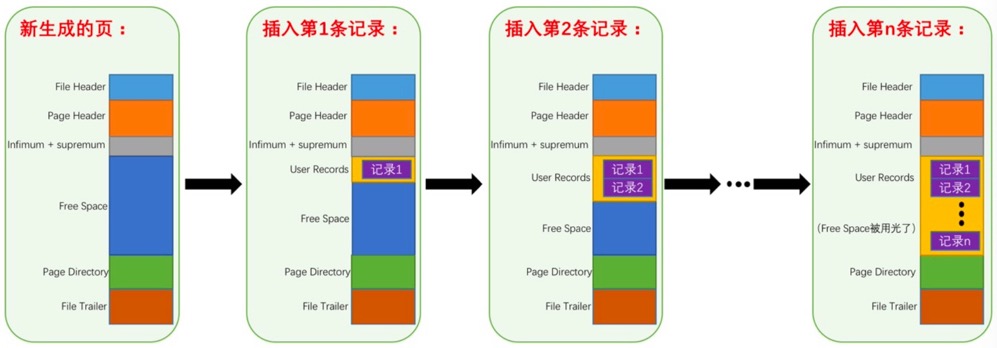 新生成的页：
File Header
Page Header
Infimum + supremum
Free Space
Page Directory
File Trailer
插入第1条记录：
File Header
Page Header
Infimum + supremum
User Records
记录1
Free Space
Page Directory
File Trailer
插入第2条记录：
File Header
Page Header
Infimum + supremum
User Records
记录1
记录2
Free Space
Page Directory
File Trailer
插入第n条记录：
File Header
Page Header
Infimum + supremum
User Records
记录1
记录2
(Free Space被用光了)
记录n
Page Directory
File Trailer